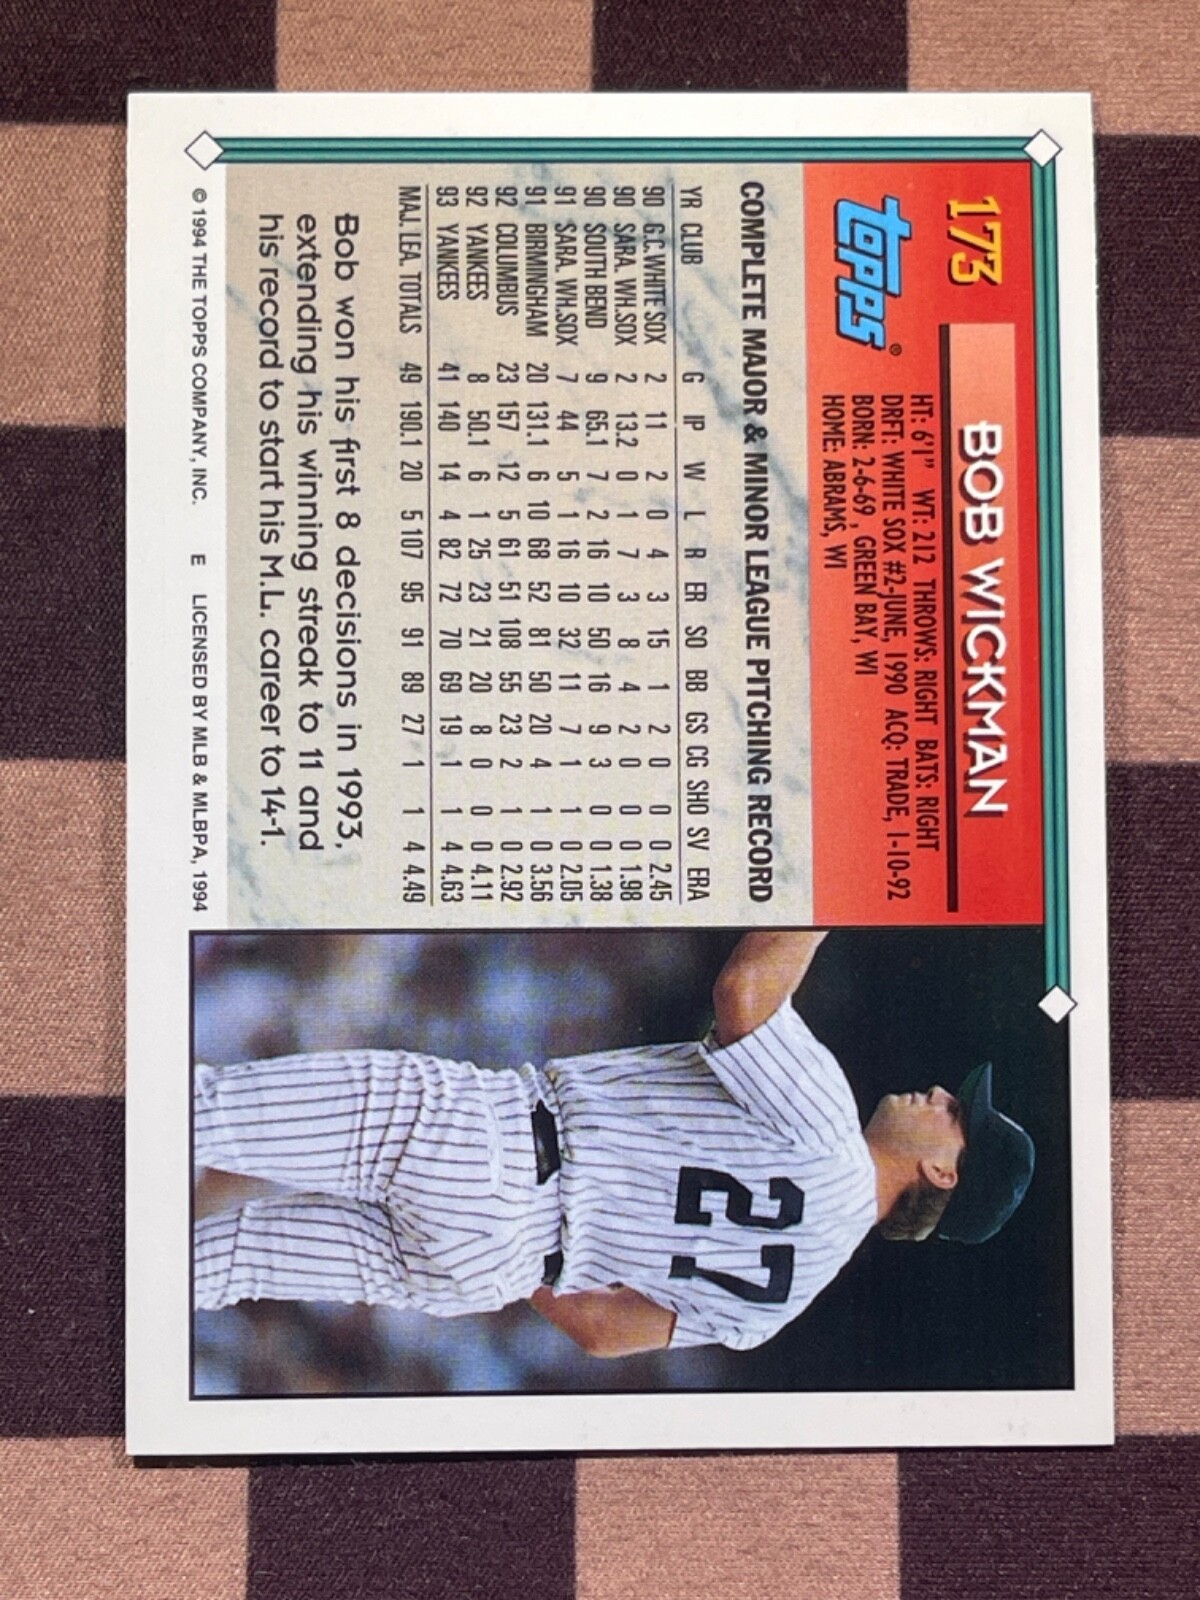 173
BOB WICKMAN
topps®
HT: 6'1" WT: 212 THROWS: RIGHT BATS: RIGHT
DRFT: WHITE SOX #2-JUNE, 1990 ACQ: TRADE, 1-10-92
BORN: 2-6-69 , GREEN BAY, WI
HOME: ABRAMS, WI
COMPLETE MAJOR & MINOR LEAGUE PITCHING RECORD
YR CLUB G IP W L R ER SO BB GS CG SHO SV ERA
90 G.C.WHITE SOX 2 11 2 0 4 3 15 1 2 0 0 0 2.45
90 SARA. WH.SOX 2 13.2 0 1 7 3 8 4 2 0 0 0 1.98
90 SOUTH BEND 9 65.1 7 2 16 10 50 16 9 3 0 0 1.38
91 SARA. WH.SOX 7 44 5 1 16 10 32 11 7 1 1 0 2.05
91 BIRMINGHAM 20 131.1 6 10 68 52 81 50 20 4 1 0 3.56
92 COLUMBUS 23 157 12 5 61 51 108 55 23 2 1 0 2.92
92 YANKEES 8 50.1 6 1 25 23 21 20 8 0 0 0 4.11
93 YANKEES 41 140 14 4 82 72 70 69 19 1 1 4 4.63
MAJ. LEA. TOTALS 49 190.1 20 5 107 95 91 89 27 1 1 4 4.49
Bob won his first 8 decisions in 1993,
extending his winning streak to 11 and
his record to start his M.L. career to 14-1.
© 1994 THE TOPPS COMPANY, INC. E LICENSED BY MLB & MLBPA, 1994
27